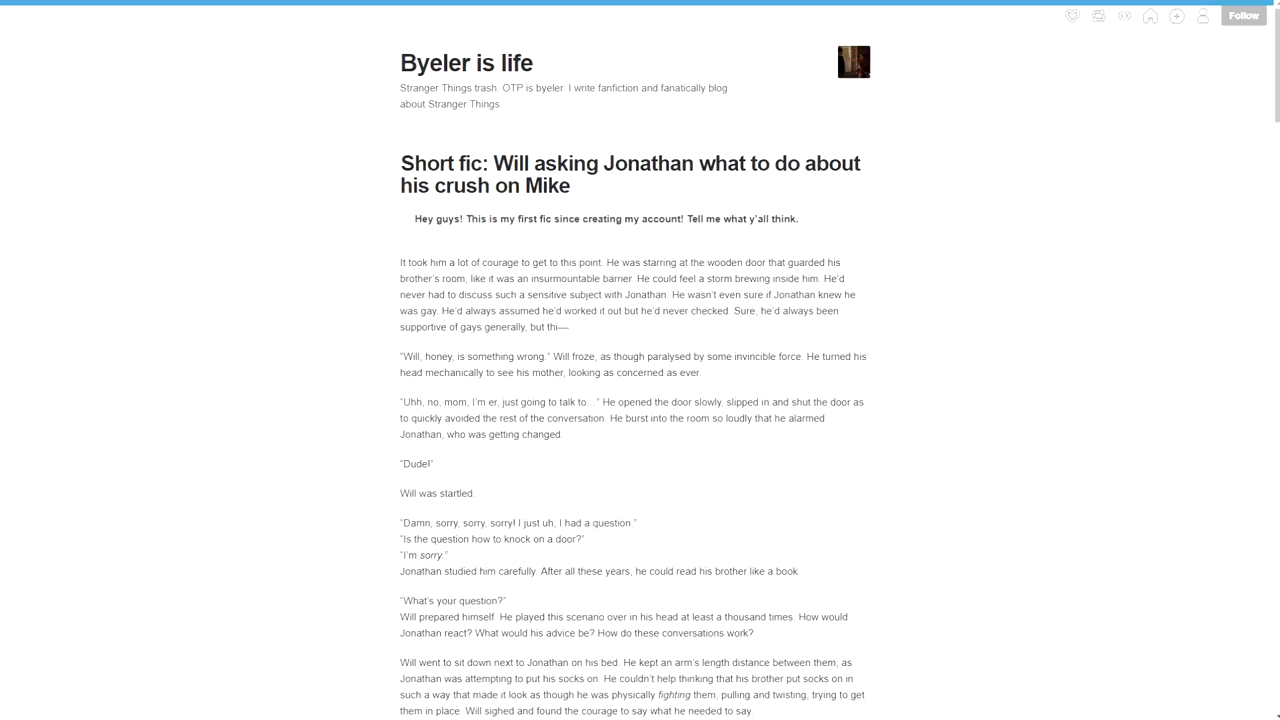 Follow
Byeler is life
Stranger Things trash. OTP is byeler. I write fanfiction and fanatically blog
about Stranger Things.
Short fic: Will asking Jonathan what to do about
his crush on Mike
Hey guys! This is my first fic since creating my account! Tell me what y'all think.
It took him a lot of courage to get to this point. He was starring at the wooden door that guarded his
brother's room, like it was an insurmountable barrier. He could feel a storm brewing inside him. He'd
never had to discuss such a sensitive subject with Jonathan. He wasn't even sure if Jonathan knew he
was gay. He'd always assumed he'd worked it out but he'd never checked. Sure, he'd always been
supportive of gays generally, but thi—
"Will, honey, is something wrong." Will froze, as though paralysed by some invincible force. He turned his
head mechanically to see his mother, looking as concerned as ever.
"Uhh, no, mom, I'm er, just going to talk to…" He opened the door slowly, slipped in and shut the door as
to quickly avoided the rest of the conversation. He burst into the room so loudly that he alarmed
Jonathan, who was getting changed.
"Dude!"
Will was startled.
"Damn, sorry, sorry, sorry! I just uh, I had a question."
"Is the question how to knock on a door?"
"I'm sorry."
Jonathan studied him carefully. After all these years, he could read his brother like a book.
"What's your question?"
Will prepared himself. He played this scenario over in his head at least a thousand times. How would
Jonathan react? What would his advice be? How do these conversations work?
Will went to sit down next to Jonathan on his bed. He kept an arm's length distance between them, as
Jonathan was attempting to put his socks on. He couldn't help thinking that his brother put socks on in
such a way that made it look as though he was physically fighting them, pulling and twisting, trying to get
them in place. Will sighed and found the courage to say what he needed to say.